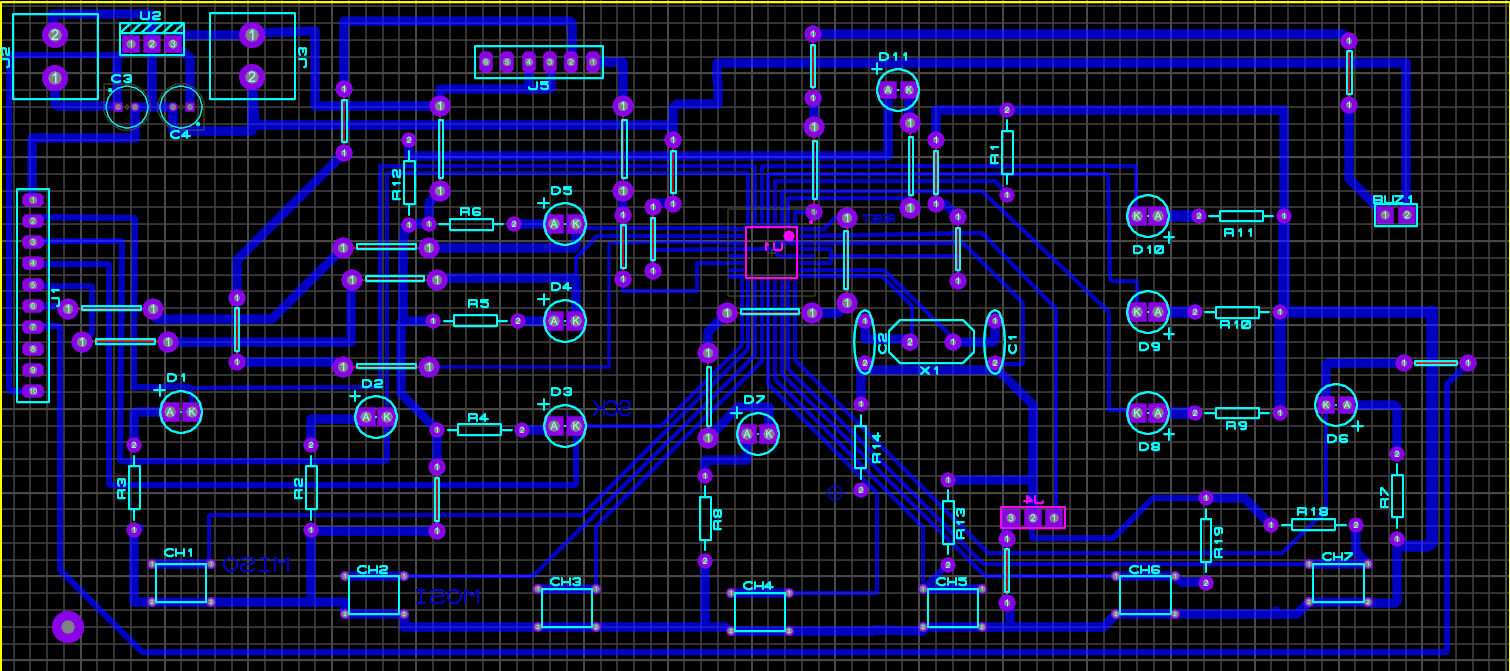 U2
J2
2
1
1 2 3
J3
1
2
C3
C4
6 5 4 3 2 1
J5
D11
A K
R1
R12
D5
A K
R6
BUZ1
1 2
K A
D10
R11
U1
J1
1
2
3
4
5
6
7
8
9
10
D4
A K
R5
C2
X1
C1
K A
D9
R10
D1
A K
D2
A K
D3
A K
R4
SCK
D7
A K
R14
K A
D8
R9
K A
D6
R3
R2
R8
R13
J4
3 2 1
R19
R18
R7
CH1
MISO
CH2
MOSI
CH3
CH4
CH5
CH6
CH7